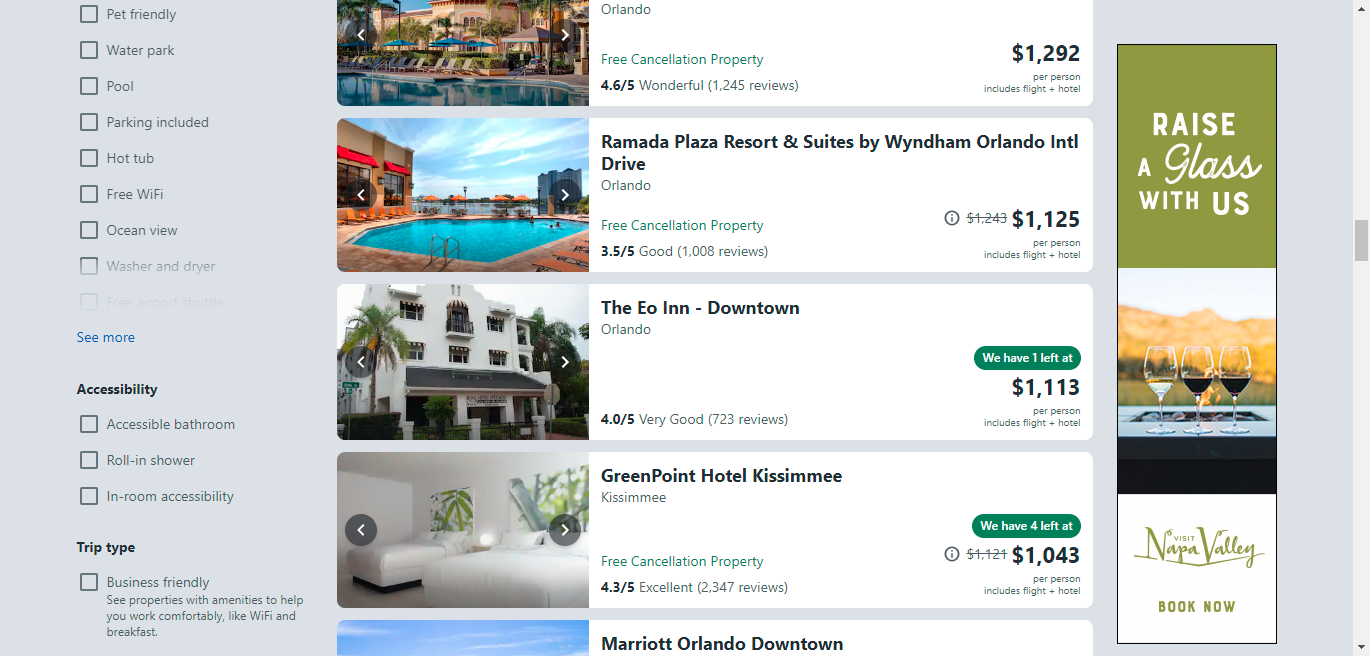 Pet friendly
Water park
Pool
Parking included
Hot tub
Free WiFi
Ocean view
Washer and dryer
Free airport shuttle
See more
Accessibility
Accessible bathroom
Roll-in shower
In-room accessibility
Trip type
Business friendly
See properties with amenities to help
you work comfortably, like WiFi and
breakfast.
Orlando
Free Cancellation Property
4.6/5 Wonderful (1,245 reviews)
$1,292
per person
includes flight + hotel
Ramada Plaza Resort & Suites by Wyndham Orlando Intl
Drive
Orlando
Free Cancellation Property
3.5/5 Good (1,008 reviews)
$1,243 $1,125
per person
includes flight + hotel
The Eo Inn - Downtown
Orlando
4.0/5 Very Good (723 reviews)
We have 1 left at
$1,113
per person
includes flight + hotel
GreenPoint Hotel Kissimmee
Kissimmee
Free Cancellation Property
4.3/5 Excellent (2,347 reviews)
We have 4 left at
$1,121 $1,043
per person
includes flight + hotel
Marriott Orlando Downtown
RAISE
A Glass
WITH US
VISIT
Napa Valley
BOOK NOW